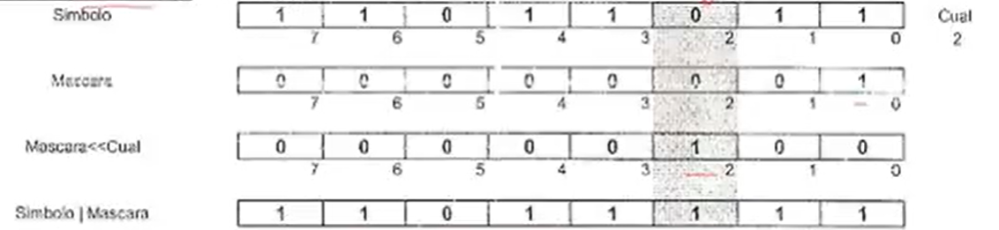 Simbolo 1 1 0 1 1 0 1 1 Cual
7 6 5 4 3 2 1 0 2
Mascara 0 0 0 0 0 0 0 1
7 6 5 4 3 2 1 0
Mascara<<Cual 0 0 0 0 0 1 0 0
7 6 5 4 3 2 1 0
Simbolo | Mascara 1 1 0 1 1 1 1 1